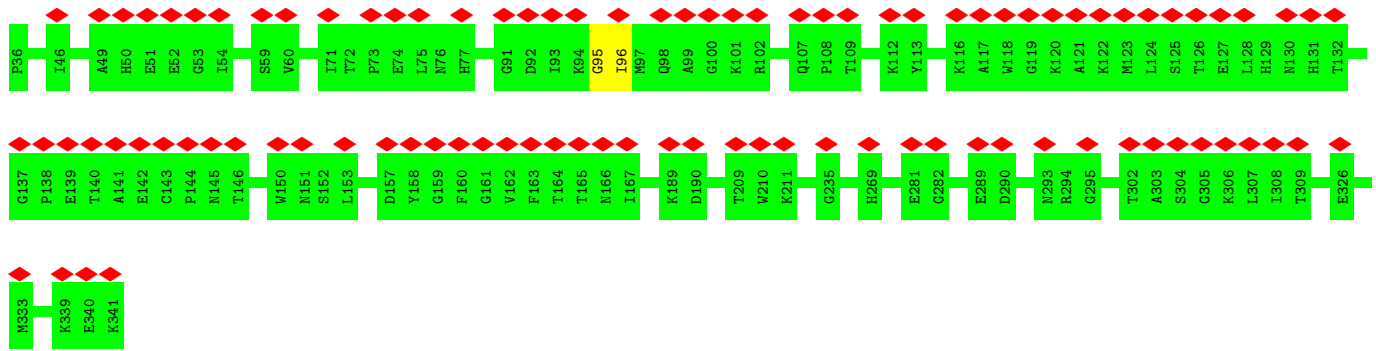 P36 I46 A49 H50 E51 E52 G53 I54 S59 V60 I71 T72 P73 E74 L75 N76 H77 G91 D92 I93 K94 G95 I96 M97 Q98 A99 G100 K101 R102 Q107 P108 T109 K112 Y113 K116 A117 W118 G119 K120 A121 K122 M123 L124 S125 T126 E127 L128 H129 N130 H131 T132
G137 P138 E139 T140 A141 E142 C143 P144 N145 T146 W150 N151 S152 L153 D157 Y158 G159 F160 G161 V162 F163 T164 T165 N166 I167 K189 D190 T209 W210 K211 G235 H269 E281 G282 E289 D290 N293 R294 G295 T302 A303 S304 G305 K306 L307 I308 T309 E326
M333 K339 E340 K341